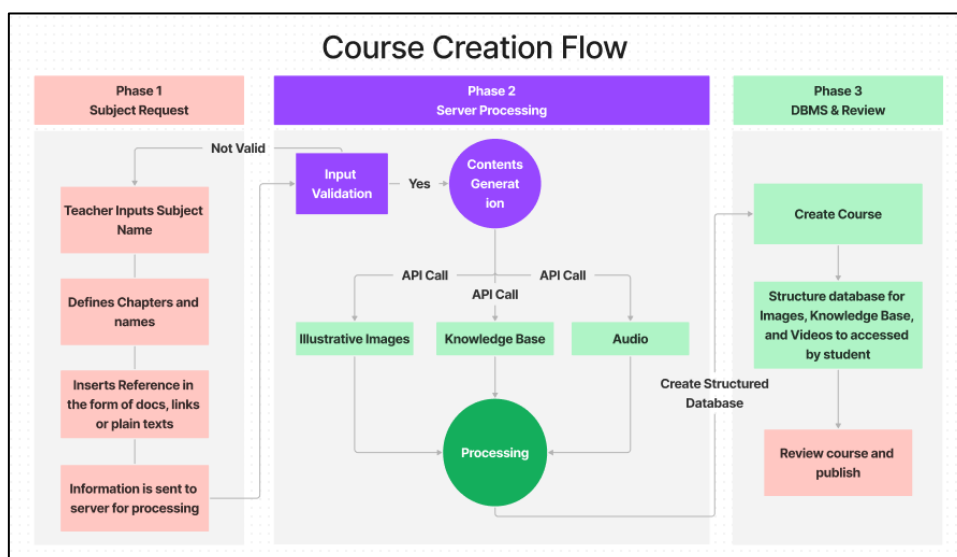 Course Creation Flow
Phase 1
Subject Request
Phase 2
Server Processing
Phase 3
DBMS & Review
Not Valid
Teacher Inputs Subject
Name
Defines Chapters and
names
Inserts Reference in
the form of docs, links
or plain texts
Information is sent to
server for processing
Input
Validation
Yes
Contents
Generat
ion
API Call
API Call
API Call
Illustrative Images
Knowledge Base
Audio
Processing
Create Structured
Database
Create Course
Structure database for
Images, Knowledge Base,
and Videos to accessed
by student
Review course and
publish